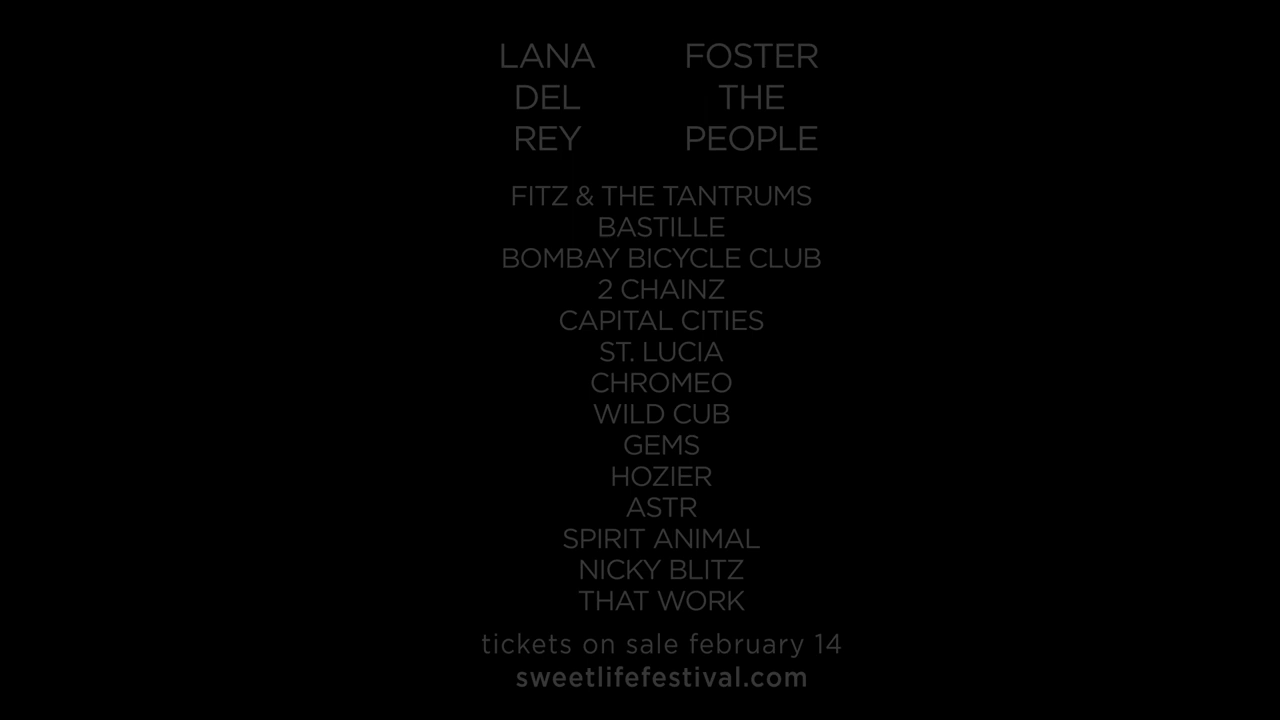 LANA DEL REY
FOSTER THE PEOPLE
FITZ & THE TANTRUMS
BASTILLE
BOMBAY BICYCLE CLUB
2 CHAINZ
CAPITAL CITIES
ST. LUCIA
CHROMEO
WILD CUB
GEMS
HOZIER
ASTR
SPIRIT ANIMAL
NICKY BLITZ
THAT WORK
tickets on sale february 14
sweetlifefestival.com